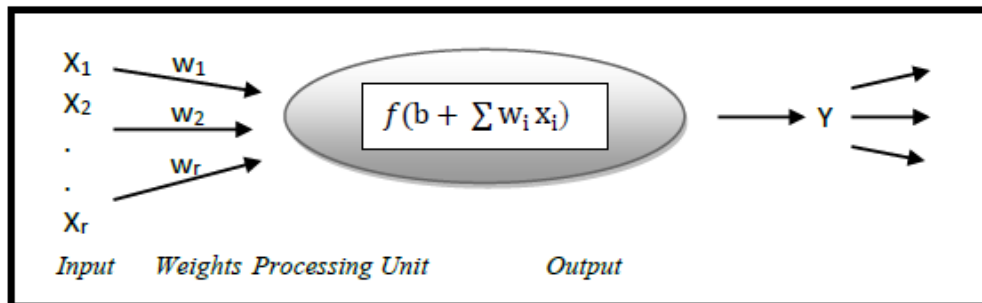 X₁
w₁
X₂
w₂
f(b + ∑ wᵢ xᵢ)
Y
.
wᵣ
.
Xᵣ
Input Weights Processing Unit Output